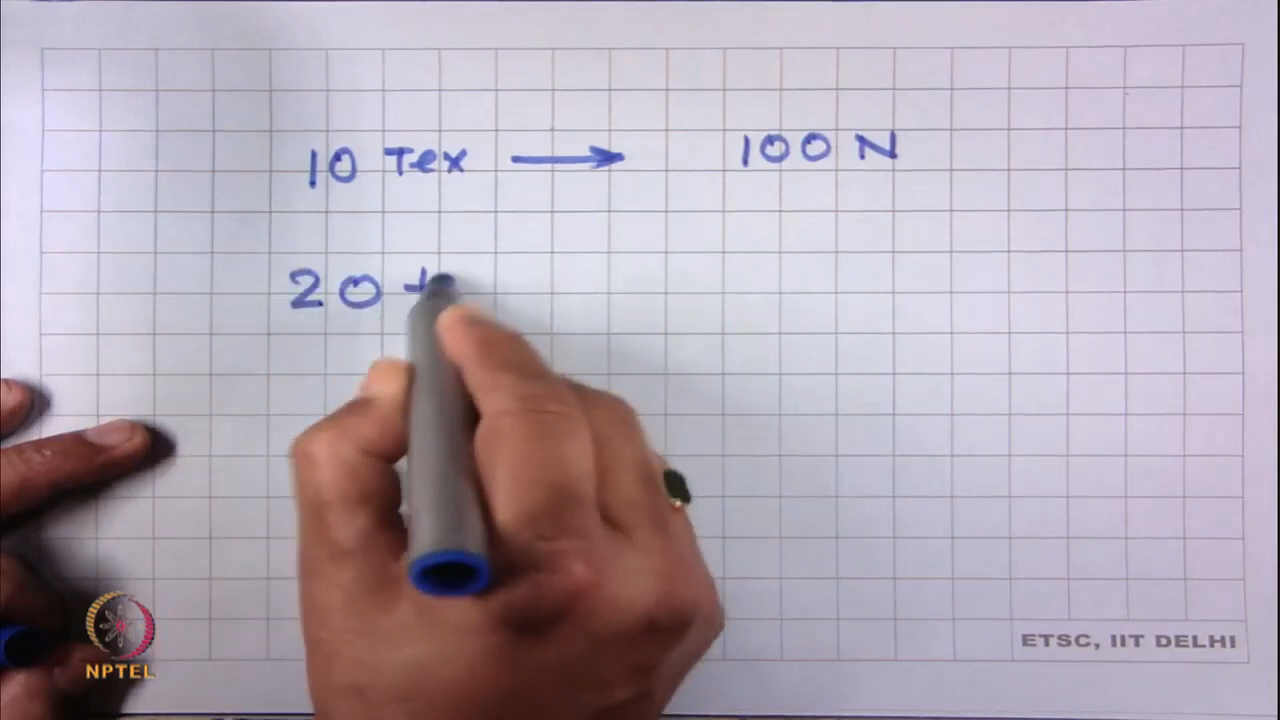 10 Tex → 100 N
20 t
ETSC, IIT DELHI
NPTEL